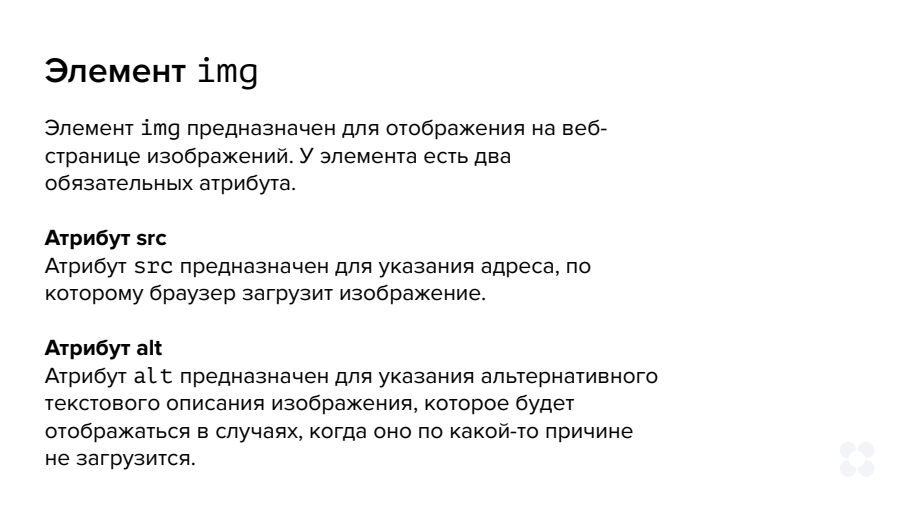 Элемент img
Элемент img предназначен для отображения на веб-
странице изображений. У элемента есть два
обязательных атрибута.
Атрибут src
Атрибут src предназначен для указания адреса, по
которому браузер загрузит изображение.
Атрибут alt
Атрибут alt предназначен для указания альтернативного
текстового описания изображения, которое будет
отображаться в случаях, когда оно по какой-то причине
не загрузится.